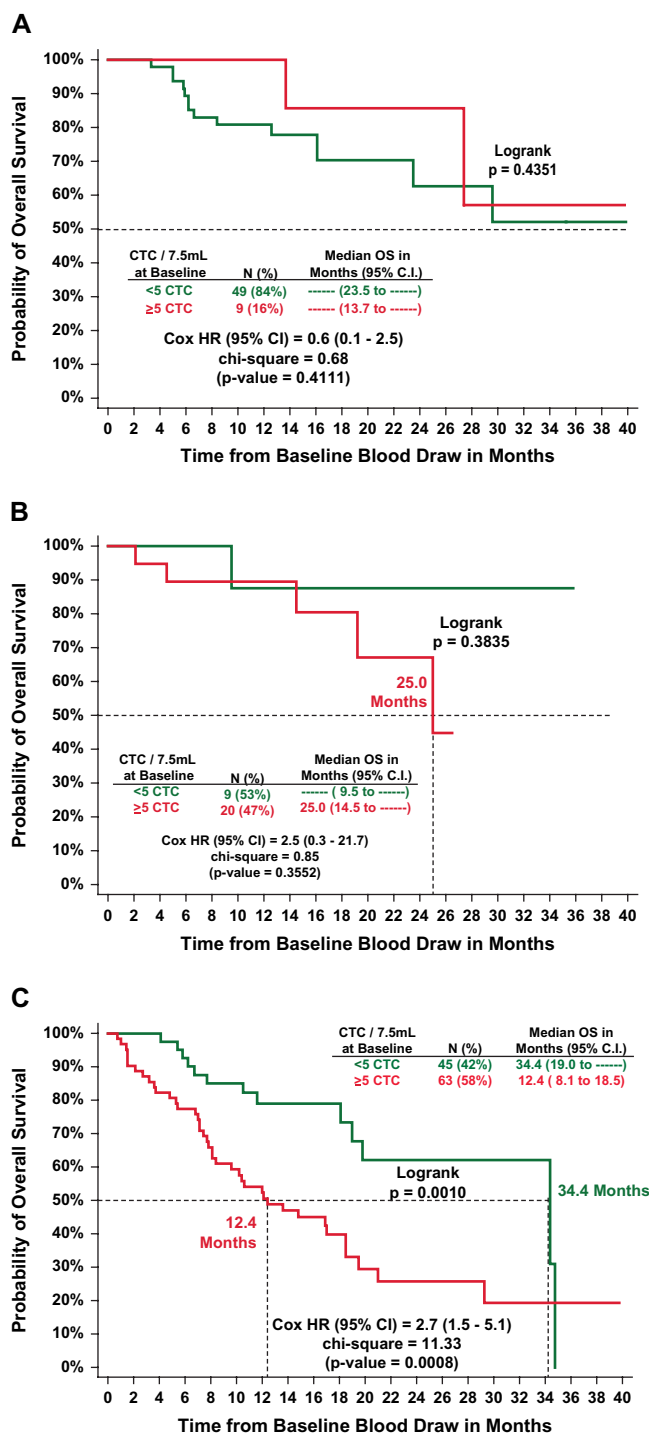 A
Probability of Overall Survival
100%
90%
80%
70%
60%
50%
40%
30%
20%
10%
0%
Logrank
p = 0.4351
CTC / 7.5mL at Baseline N (%) Median OS in Months (95% C.I.)
<5 CTC 49 (84%) ------ (23.5 to ------)
≥5 CTC 9 (16%) ------ (13.7 to ------)
Cox HR (95% CI) = 0.6 (0.1 - 2.5)
chi-square = 0.68
(p-value = 0.4111)
0 2 4 6 8 10 12 14 16 18 20 22 24 26 28 30 32 34 36 38 40
Time from Baseline Blood Draw in Months
B
Probability of Overall Survival
100%
90%
80%
70%
60%
50%
40%
30%
20%
10%
0%
Logrank
p = 0.3835
25.0
Months
CTC / 7.5mL at Baseline N (%) Median OS in Months (95% C.I.)
<5 CTC 9 (53%) ------ ( 9.5 to ------)
≥5 CTC 20 (47%) 25.0 (14.5 to ------)
Cox HR (95% CI) = 2.5 (0.3 - 21.7)
chi-square = 0.85
(p-value = 0.3552)
0 2 4 6 8 10 12 14 16 18 20 22 24 26 28 30 32 34 36 38 40
Time from Baseline Blood Draw in Months
C
Probability of Overall Survival
100%
90%
80%
70%
60%
50%
40%
30%
20%
10%
0%
CTC / 7.5mL at Baseline N (%) Median OS in Months (95% C.I.)
<5 CTC 45 (42%) 34.4 (19.0 to ------)
≥5 CTC 63 (58%) 12.4 ( 8.1 to 18.5)
Logrank
p = 0.0010
34.4 Months
12.4
Months
Cox HR (95% CI) = 2.7 (1.5 - 5.1)
chi-square = 11.33
(p-value = 0.0008)
0 2 4 6 8 10 12 14 16 18 20 22 24 26 28 30 32 34 36 38 40
Time from Baseline Blood Draw in Months